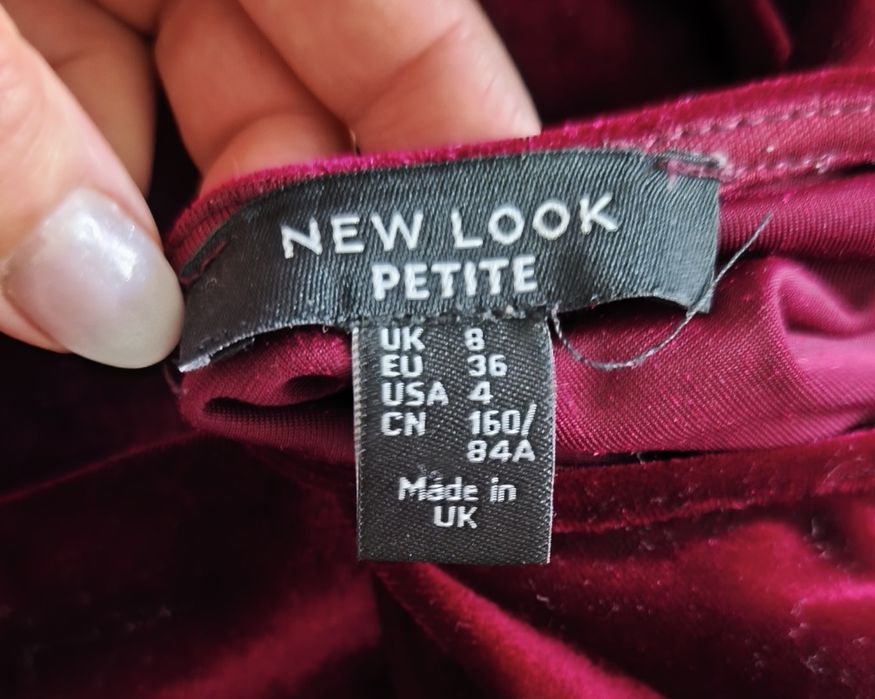 NEW LOOK
PETITE
UK 8
EU 36
USA 4
CN 160/
84A
Made in
UK